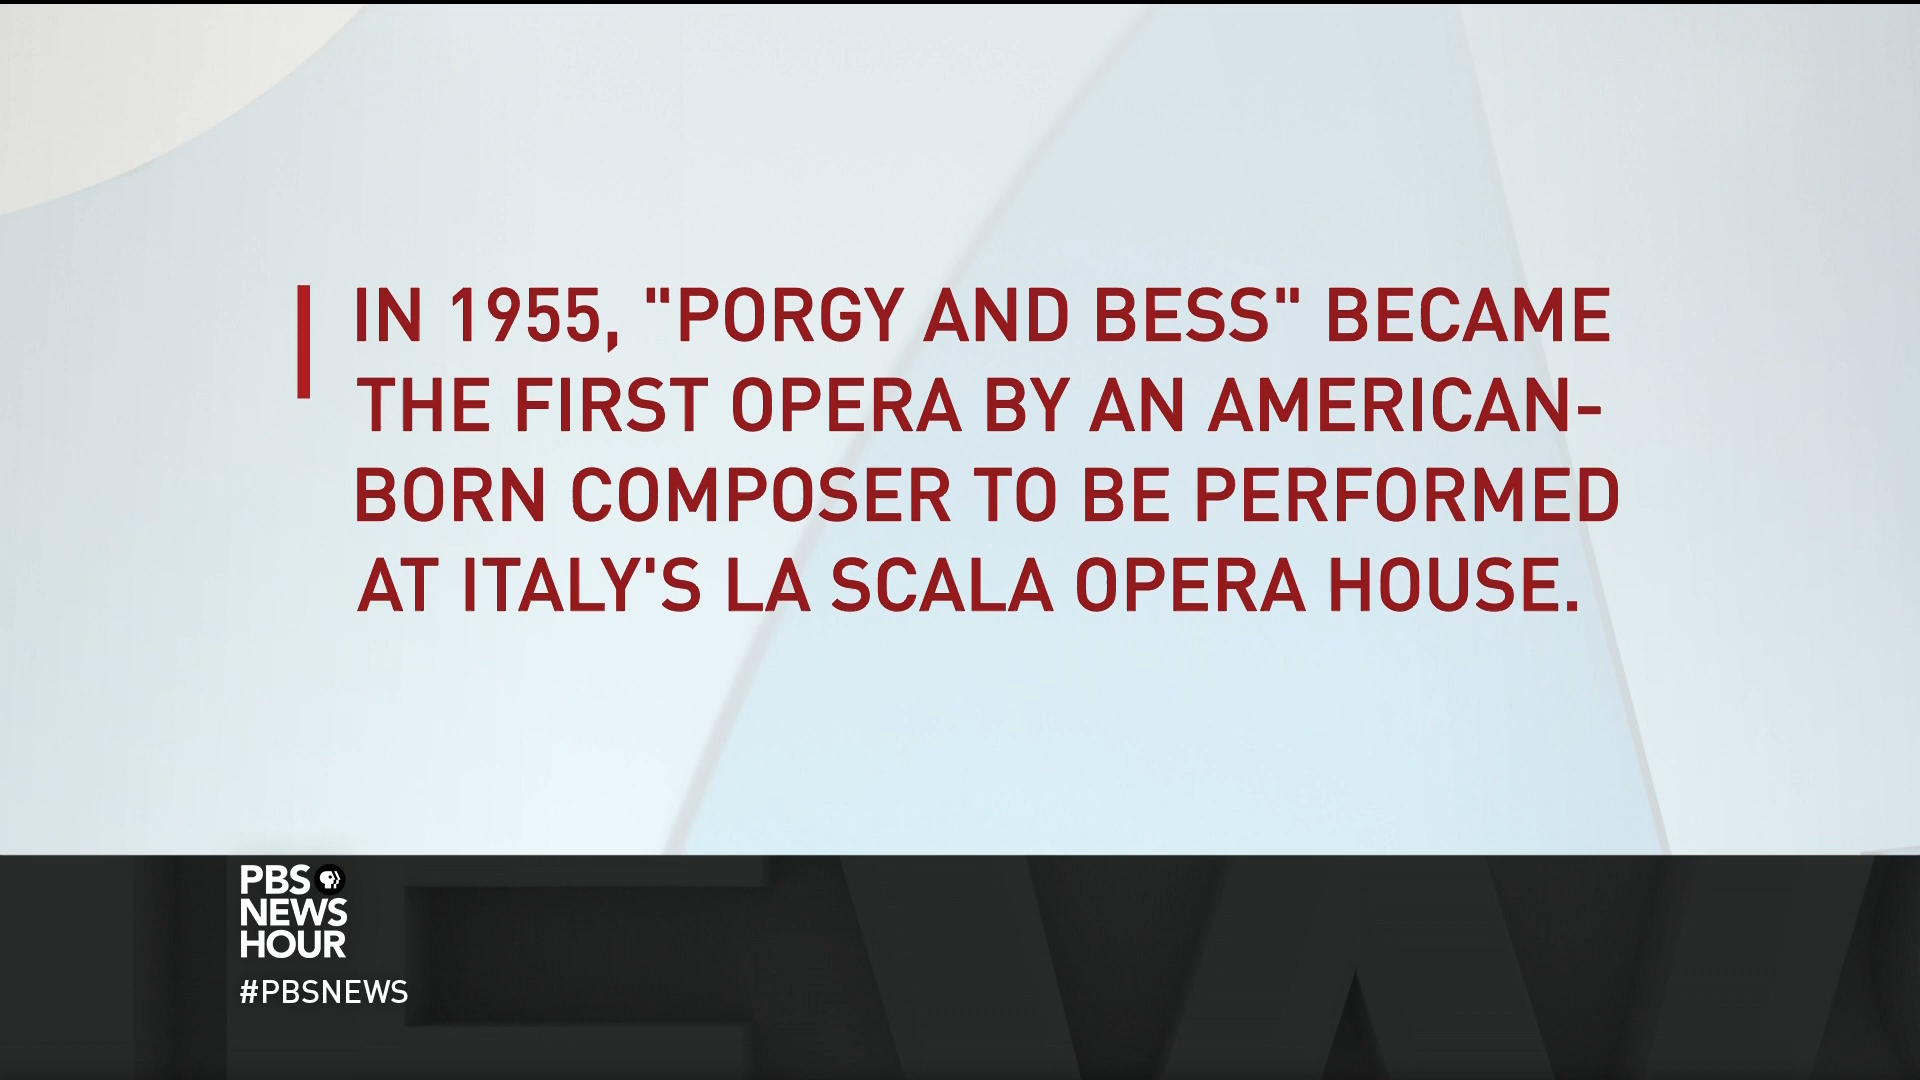 IN 1955, "PORGY AND BESS" BECAME
THE FIRST OPERA BY AN AMERICAN-
BORN COMPOSER TO BE PERFORMED
AT ITALY'S LA SCALA OPERA HOUSE.
PBS
NEWS
HOUR
#PBSNEWS